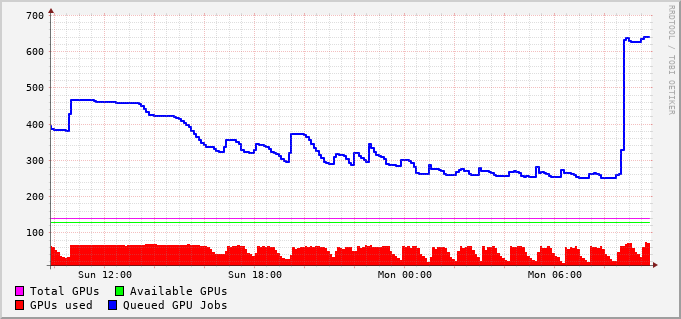 700
600
500
400
300
200
100
Sun 12:00 Sun 18:00 Mon 00:00 Mon 06:00
Total GPUs Available GPUs
GPUs used Queued GPU Jobs
RRDTOOL / TOBI OETIKER